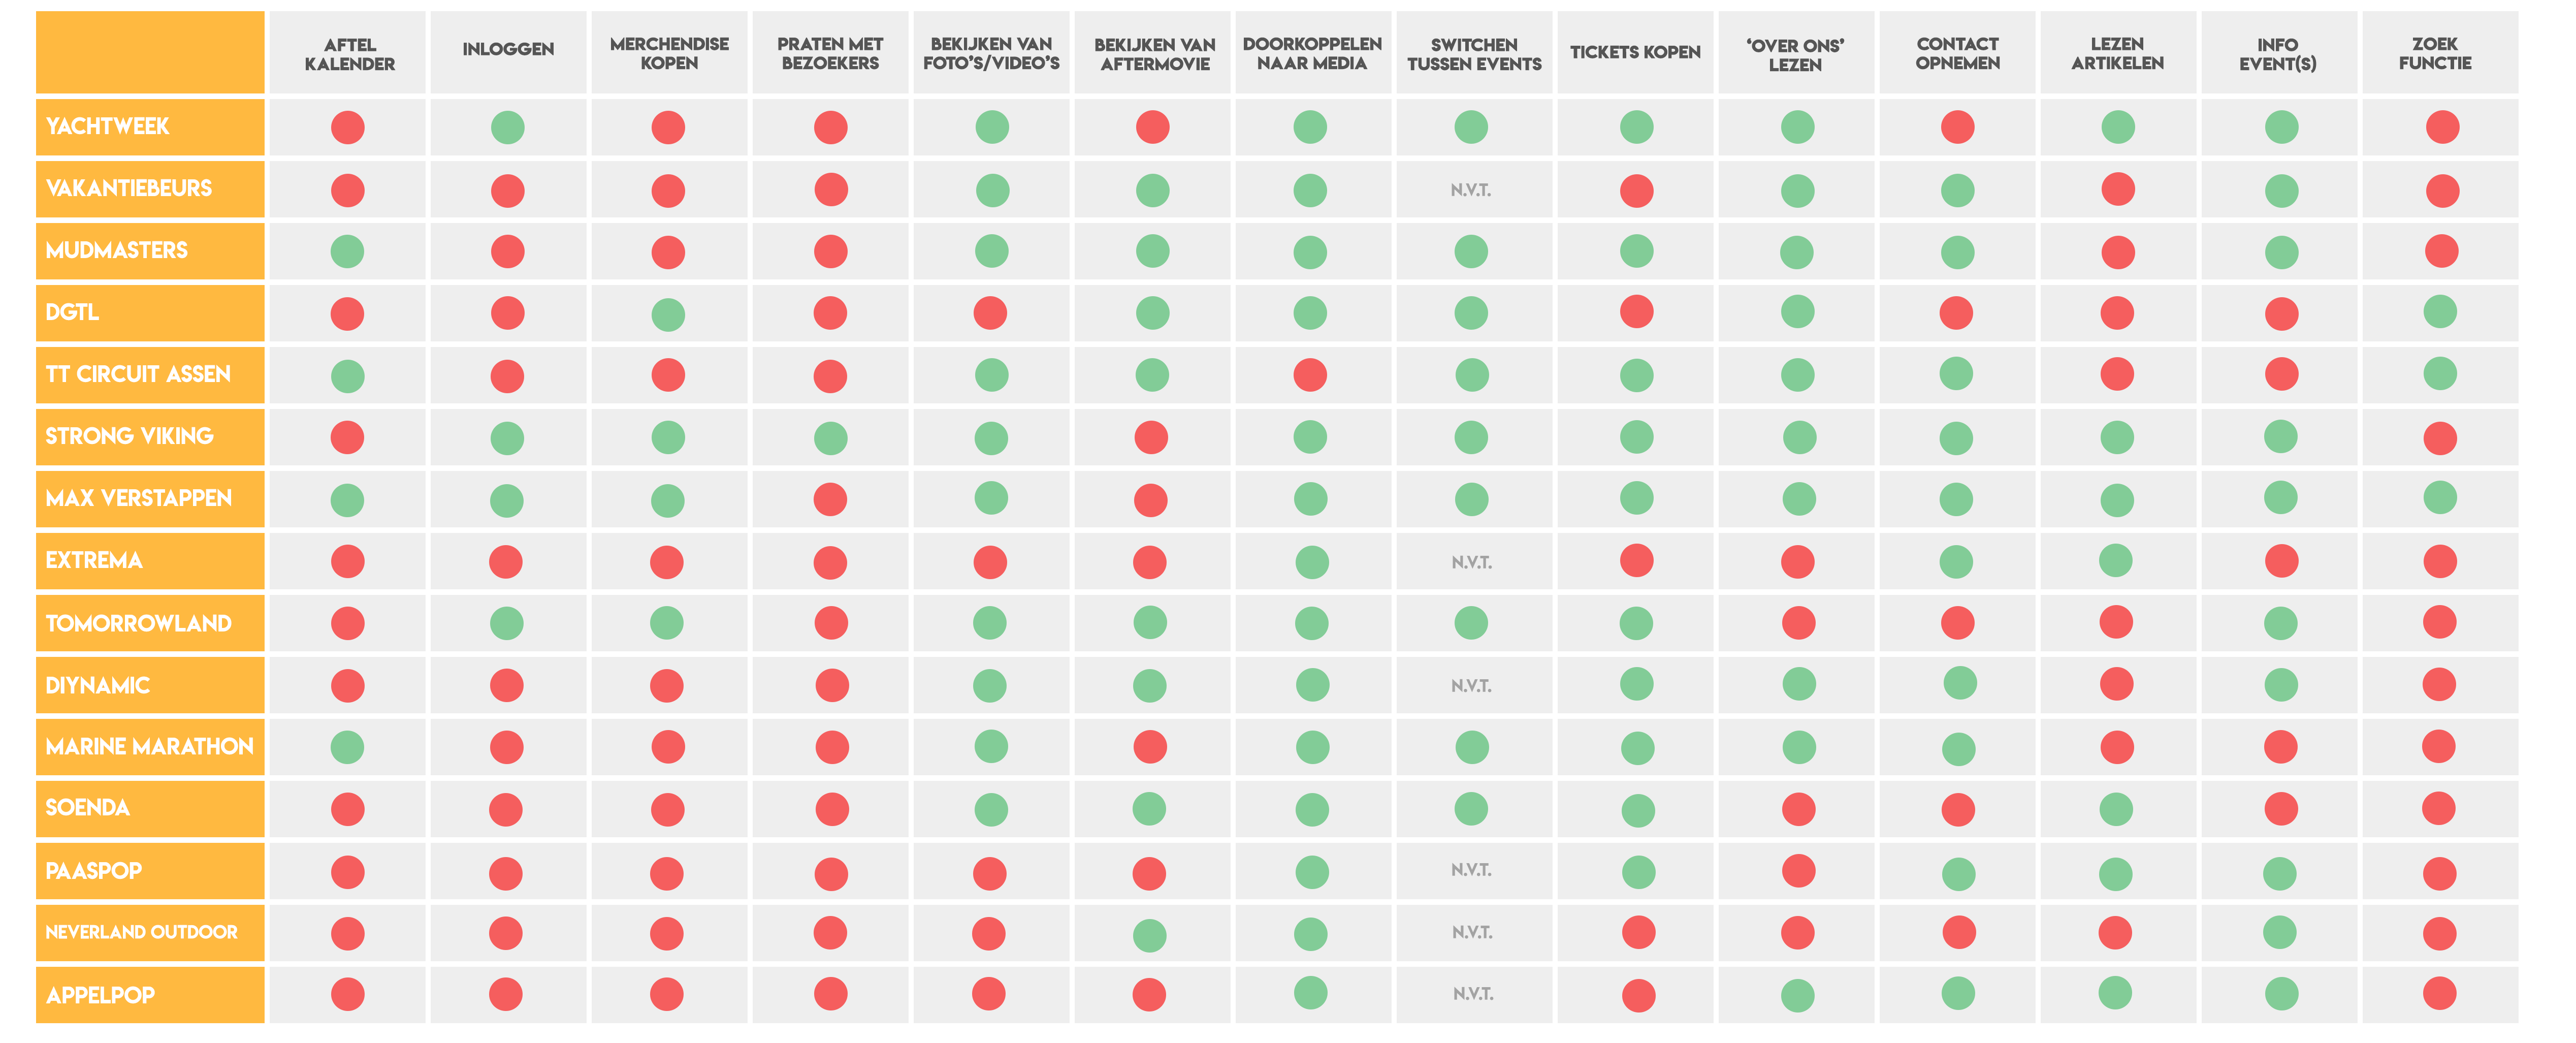 AFTEL
KALENDER
INLOGGEN
MERCHENDISE
KOPEN
PRATEN MET
BEZOEKERS
BEKIJKEN VAN
FOTO'S/VIDEO'S
BEKIJKEN VAN
AFTERMOVIE
DOORKOPPELEN
NAAR MEDIA
SWITCHEN
TUSSEN EVENTS
TICKETS KOPEN
‘OVER ONS’
LEZEN
CONTACT
OPNEMEN
LEZEN
ARTIKELEN
INFO
EVENT(S)
ZOEK
FUNCTIE
YACHTWEEK
VAKANTIEBEURS
N.V.T.
MUDMASTERS
DGTL
TT CIRCUIT ASSEN
STRONG VIKING
MAX VERSTAPPEN
EXTREMA
N.V.T.
TOMORROWLAND
DIYNAMIC
N.V.T.
MARINE MARATHON
SOENDA
PAASPOP
N.V.T.
NEVERLAND OUTDOOR
N.V.T.
APPELPOP
N.V.T.